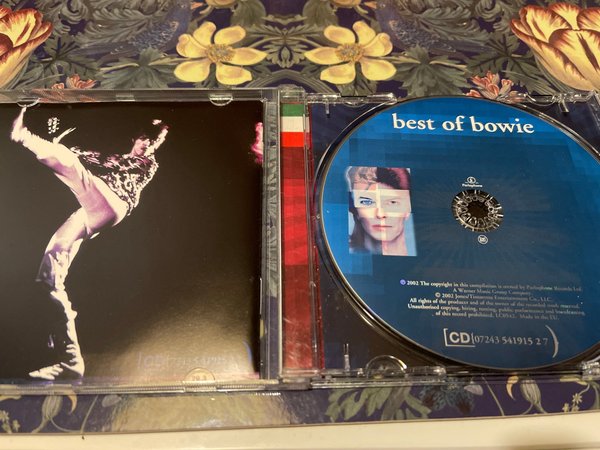 best of bowie
Parlophone
℗ 2002 The copyright in this compilation is owned by Parlophone Records Ltd.
A Warner Music Group Company
© 2002 Jones/Tintoretto Entertainment Co., LLC.
All rights of the producer and of the owner of the recorded work reserved.
Unauthorised copying, hiring, renting, public performance and broadcasting
of this record prohibited. LC0542. Made in the EU.
[CD] 07243 541915 2 7)